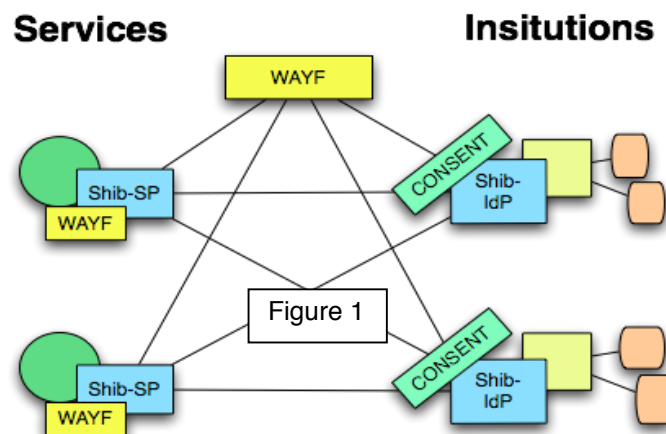 Services
Insitutions
WAYF
CONSENT
Shib-SP
Shib-
IdP
WAYF
Figure 1
CONSENT
Shib-SP
Shib-
IdP
WAYF